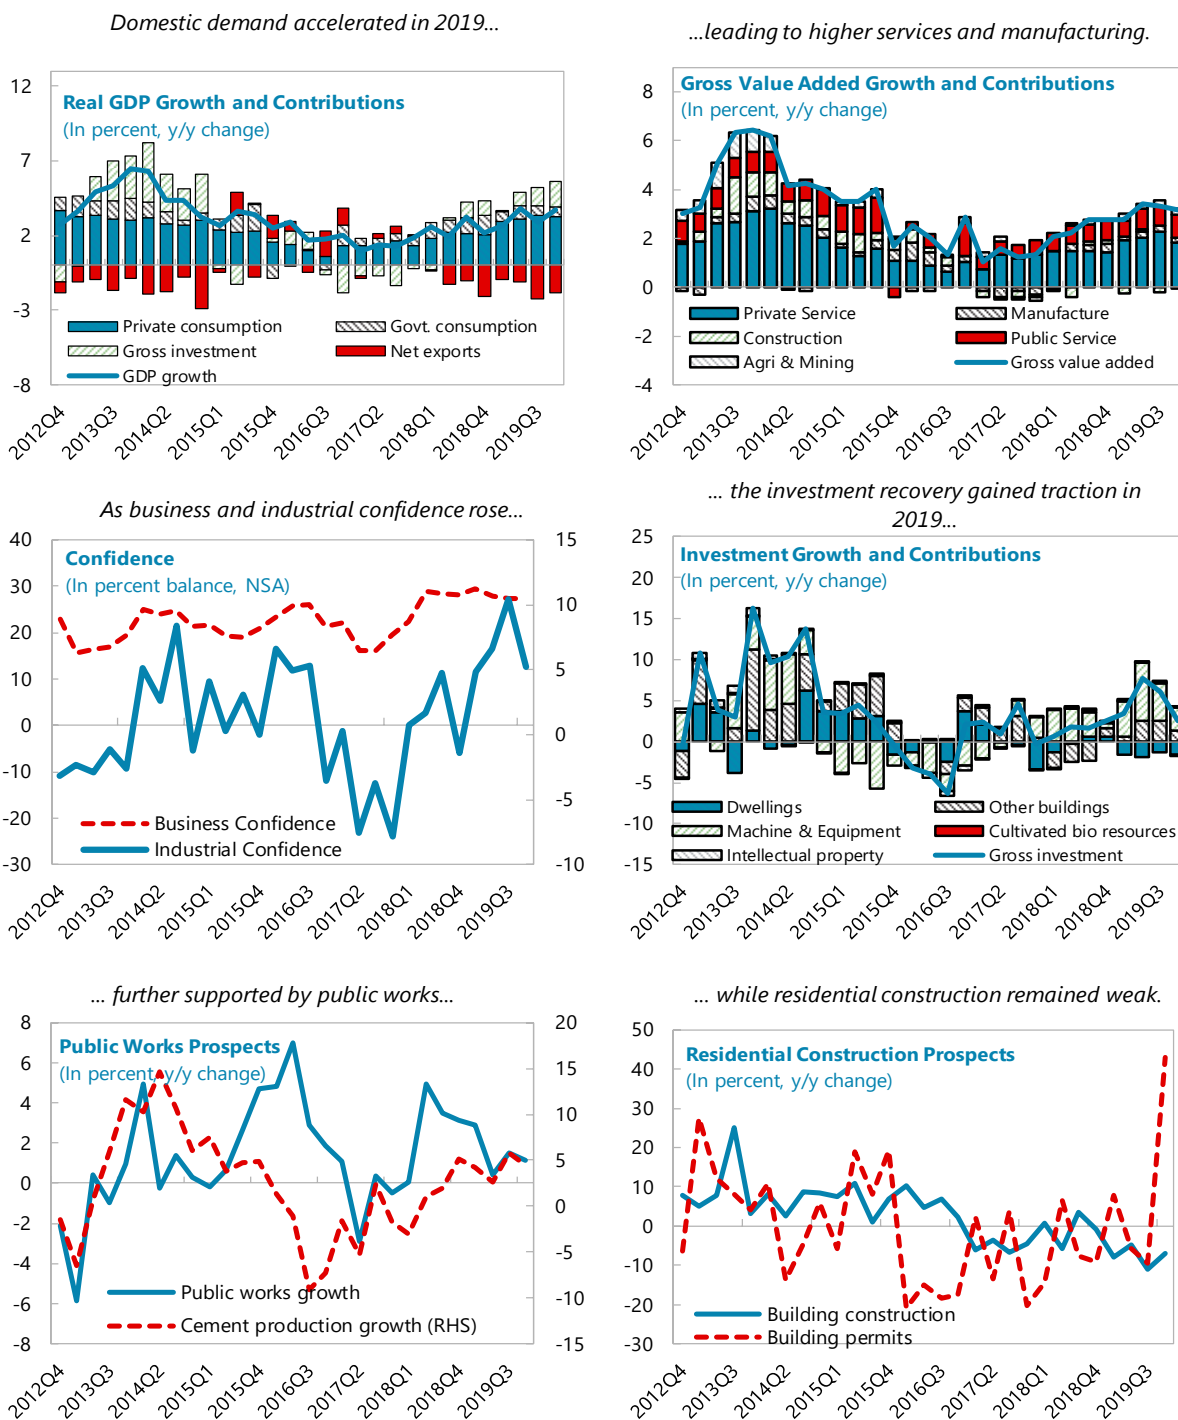 Domestic demand accelerated in 2019...
12
7
2
-3
-8
Real GDP Growth and Contributions
(In percent, y/y change)
Private consumption
Govt. consumption
Gross investment
Net exports
GDP growth
2012Q4
2013Q3
2014Q2
2015Q1
2015Q4
2016Q3
2017Q2
2018Q1
2018Q4
2019Q3
...leading to higher services and manufacturing.
8
6
4
2
0
-2
-4
Gross Value Added Growth and Contributions
(In percent, y/y change)
Private Service
Manufacture
Construction
Public Service
Agri & Mining
Gross value added
2012Q4
2013Q3
2014Q2
2015Q1
2015Q4
2016Q3
2017Q2
2018Q1
2018Q4
2019Q3
As business and industrial confidence rose...
40
30
20
10
0
-10
-20
-30
15
10
5
0
-5
-10
Confidence
(In percent balance, NSA)
Business Confidence
Industrial Confidence
2012Q4
2013Q3
2014Q2
2015Q1
2015Q4
2016Q3
2017Q2
2018Q1
2018Q4
2019Q3
... the investment recovery gained traction in
2019...
25
20
15
10
5
0
-5
-10
-15
Investment Growth and Contributions
(In percent, y/y change)
Dwellings
Other buildings
Machine & Equipment
Cultivated bio resources
Intellectual property
Gross investment
2012Q4
2013Q3
2014Q2
2015Q1
2015Q4
2016Q3
2017Q2
2018Q1
2018Q4
2019Q3
... further supported by public works...
8
6
4
2
0
-2
-4
-6
-8
20
15
10
5
0
-5
-10
-15
Public Works Prospects
(In percent, y/y change)
Public works growth
Cement production growth (RHS)
2012Q4
2013Q3
2014Q2
2015Q1
2015Q4
2016Q3
2017Q2
2018Q1
2018Q4
2019Q3
... while residential construction remained weak.
50
40
30
20
10
0
-10
-20
-30
Residential Construction Prospects
(In percent, y/y change)
Building construction
Building permits
2012Q4
2013Q3
2014Q2
2015Q1
2015Q4
2016Q3
2017Q2
2018Q1
2018Q4
2019Q3